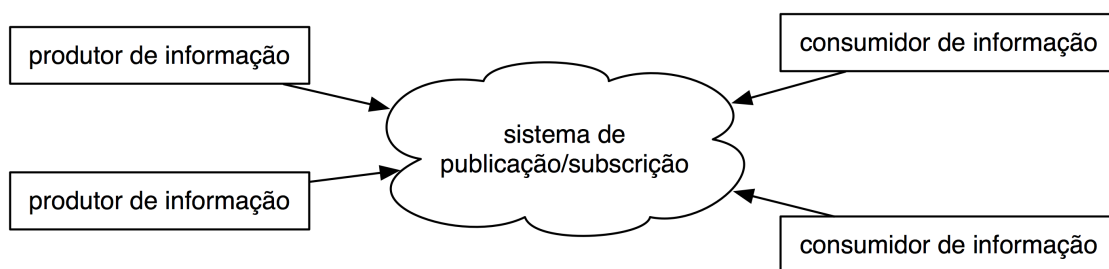 produtor de informação
consumidor de informação
sistema de
publicação/subscrição
produtor de informação
consumidor de informação